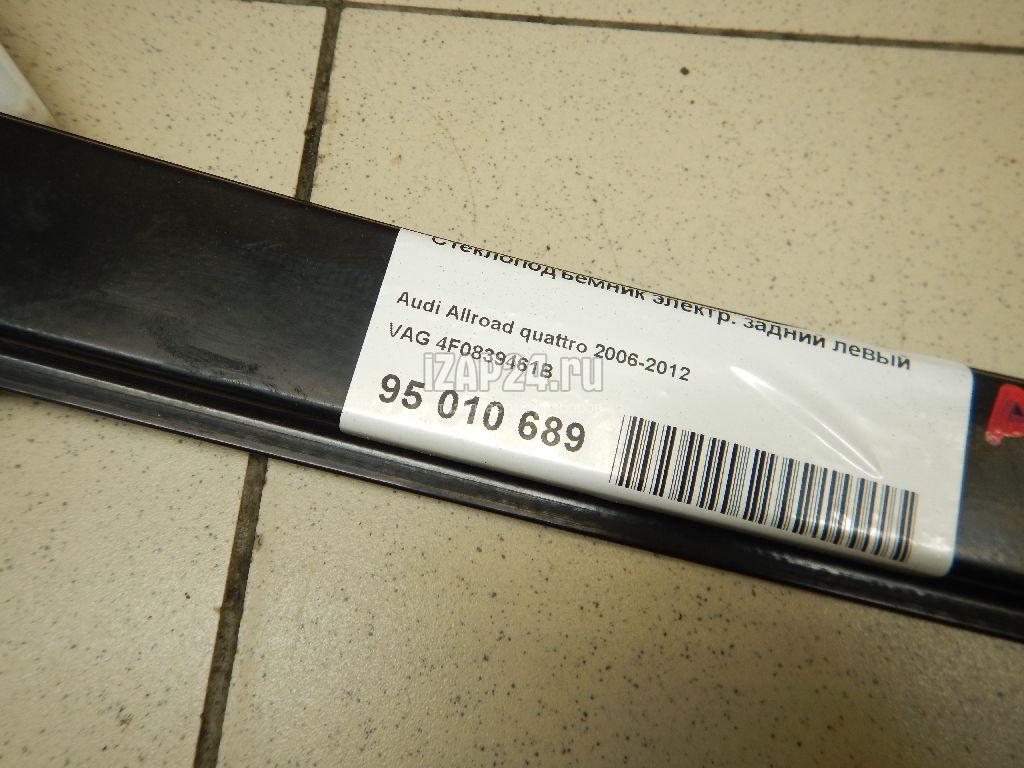 Стеклоподъемник электр. задний левый
Audi Allroad quattro 2006-2012
VAG 4F0839461B
iZAP24.ru
95 010 689